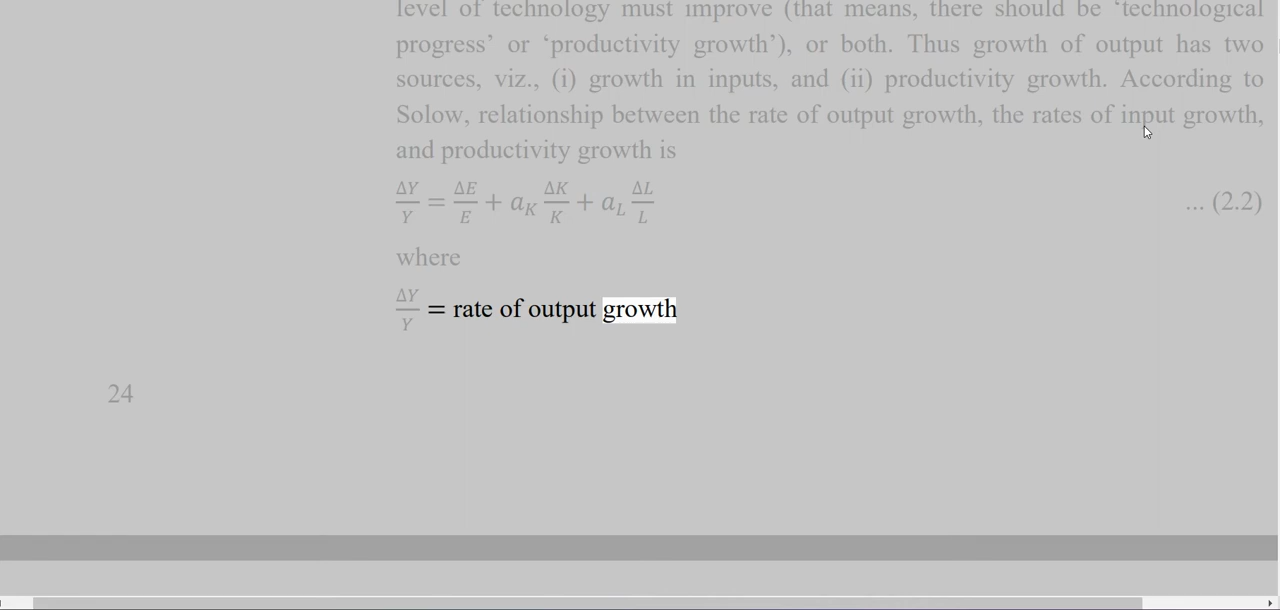 level of technology must improve (that means, there should be ‘technological
progress’ or ‘productivity growth’), or both. Thus growth of output has two
sources, viz., (i) growth in inputs, and (ii) productivity growth. According to
Solow, relationship between the rate of output growth, the rates of input growth,
and productivity growth is
ΔY/Y = ΔE/E + a_K ΔK/K + a_L ΔL/L ... (2.2)
where
ΔY/Y = rate of output growth
24